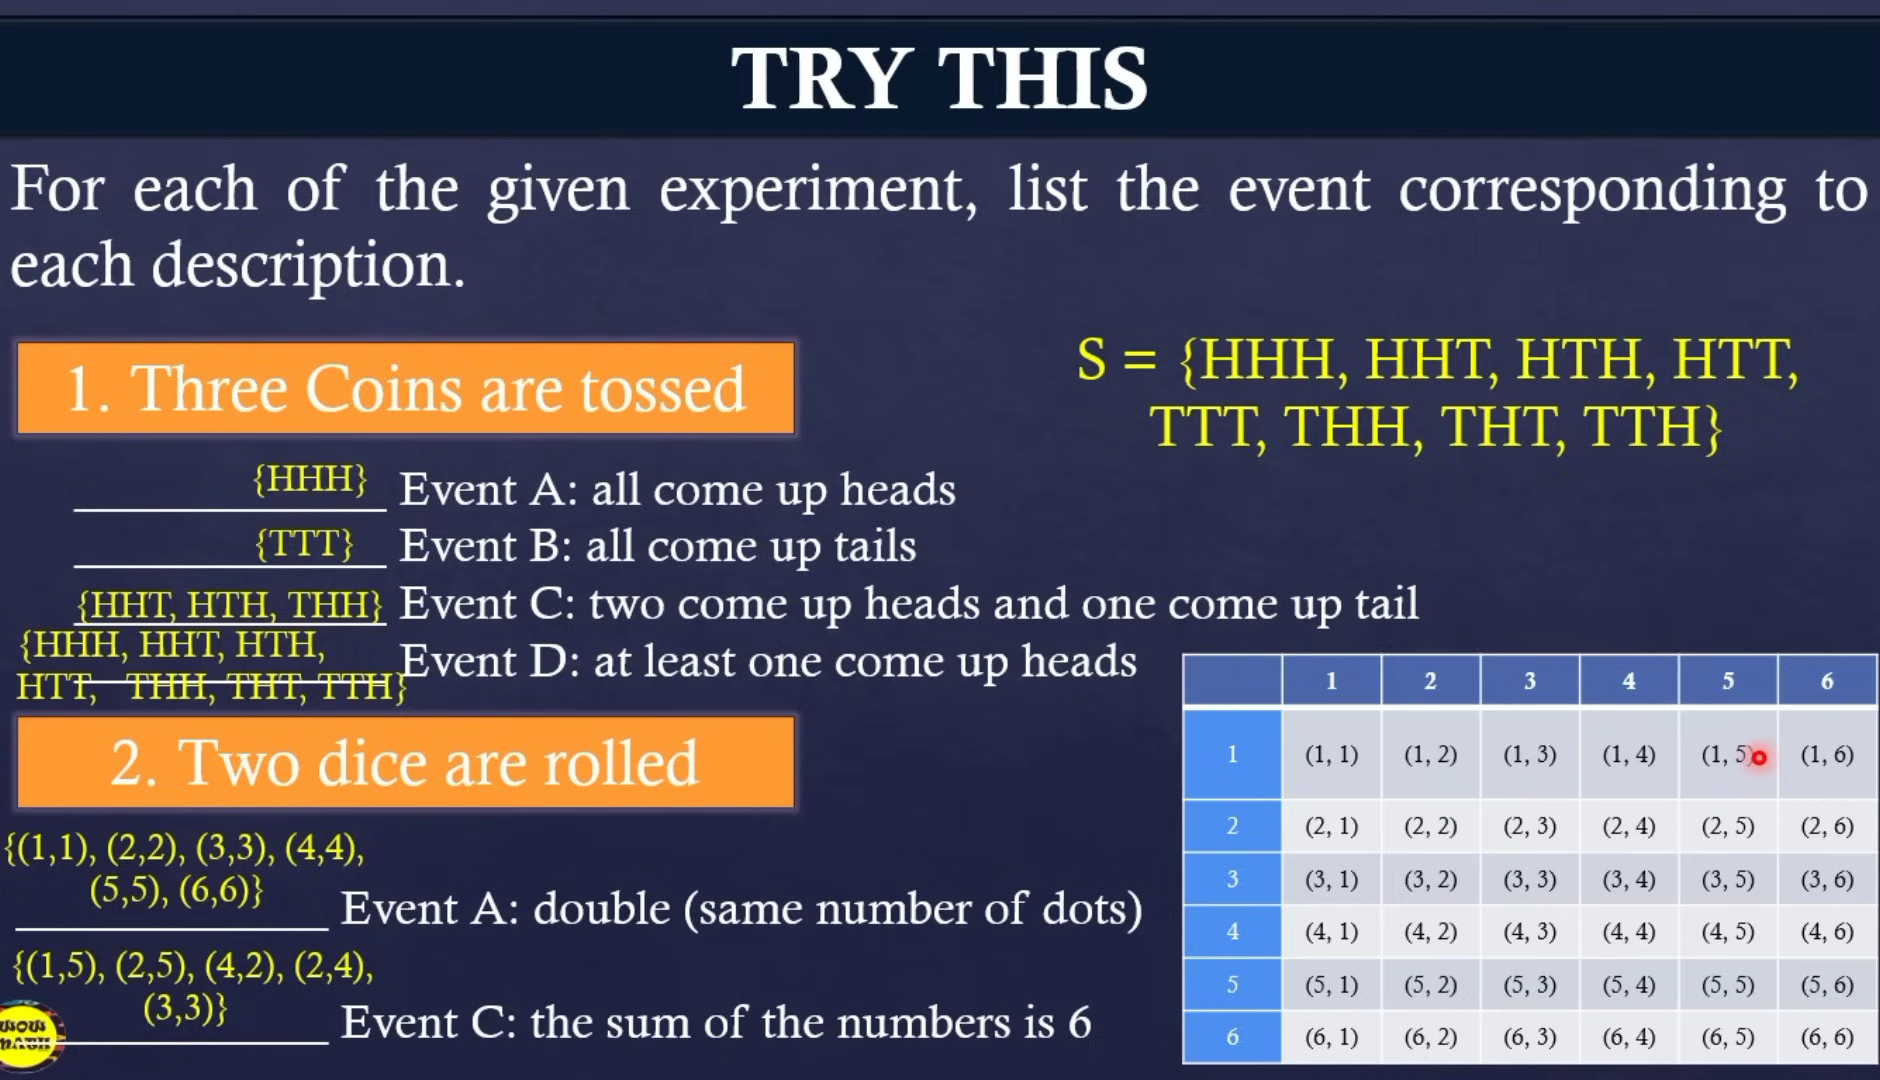 TRY THIS
For each of the given experiment, list the event corresponding to
each description.
1. Three Coins are tossed
S = {HHH, HHT, HTH, HTT,
TTT, THH, THT, TTH}
{HHH} Event A: all come up heads
{TTT} Event B: all come up tails
{HHT, HTH, THH} Event C: two come up heads and one come up tail
{HHH, HHT, HTH,
HTT, THH, THT, TTH} Event D: at least one come up heads
2. Two dice are rolled
{(1,1), (2,2), (3,3), (4,4),
(5,5), (6,6)} Event A: double (same number of dots)
{(1,5), (2,5), (4,2), (2,4),
(3,3)} Event C: the sum of the numbers is 6
1 2 3 4 5 6
1 (1, 1) (1, 2) (1, 3) (1, 4) (1, 5) (1, 6)
2 (2, 1) (2, 2) (2, 3) (2, 4) (2, 5) (2, 6)
3 (3, 1) (3, 2) (3, 3) (3, 4) (3, 5) (3, 6)
4 (4, 1) (4, 2) (4, 3) (4, 4) (4, 5) (4, 6)
5 (5, 1) (5, 2) (5, 3) (5, 4) (5, 5) (5, 6)
6 (6, 1) (6, 2) (6, 3) (6, 4) (6, 5) (6, 6)